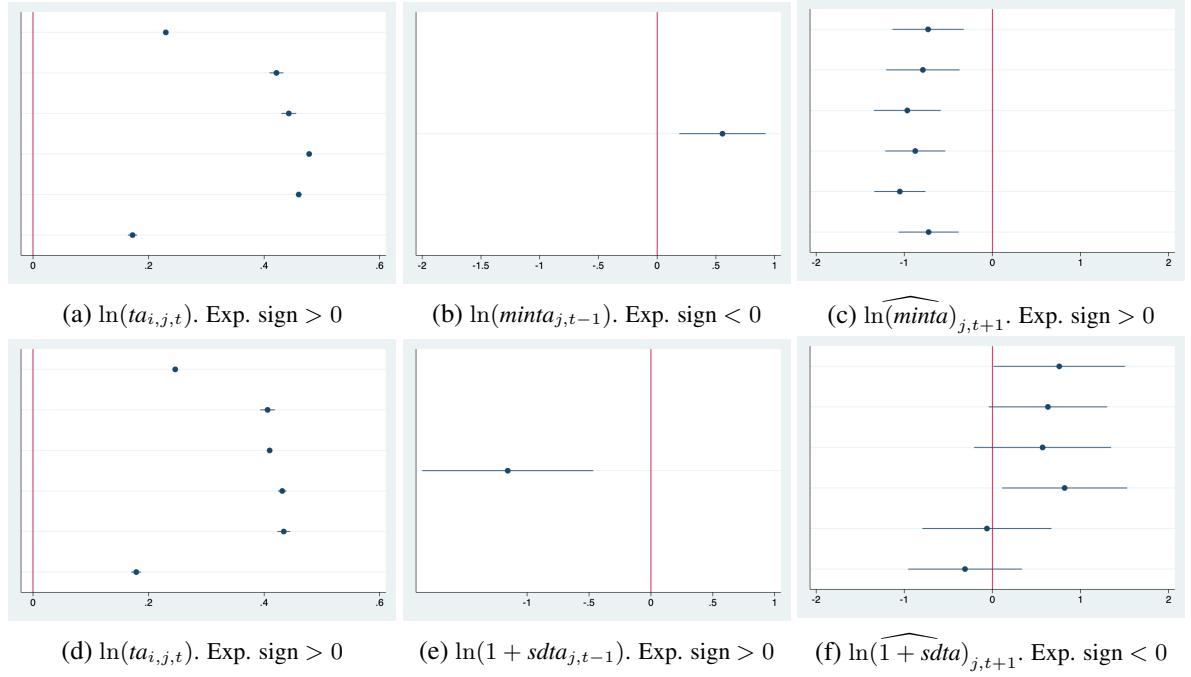 0 .2 .4 .6
-2 -1.5 -1 -.5 0 .5 1
-2 -1 0 1 2
(a) ln(ta_{i,j,t}). Exp. sign > 0
(b) ln(minta_{j,t−1}). Exp. sign < 0
(c) \widehat{ln(minta)}_{j,t+1}. Exp. sign > 0
0 .2 .4 .6
-1 -.5 0 .5 1
-2 -1 0 1 2
(d) ln(ta_{i,j,t}). Exp. sign > 0
(e) ln(1 + sdta_{j,t−1}). Exp. sign > 0
(f) \widehat{ln(1 + sdta)}_{j,t+1}. Exp. sign < 0